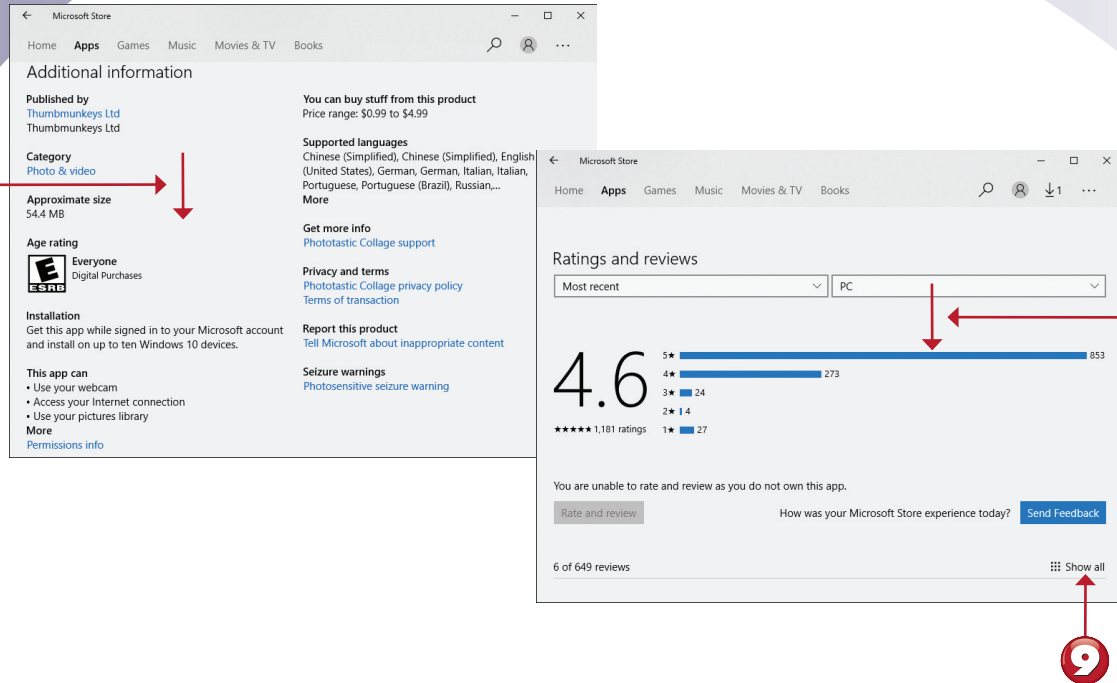 Microsoft Store
Home Apps Games Music Movies & TV Books
Additional information
Published by
Thumbmunkeys Ltd
Thumbmunkeys Ltd
Category
Photo & video
Approximate size
54.4 MB
Age rating
E
ESRB
Everyone
Digital Purchases
Installation
Get this app while signed in to your Microsoft account
and install on up to ten Windows 10 devices.
This app can
• Use your webcam
• Access your Internet connection
• Use your pictures library
More
Permissions info
You can buy stuff from this product
Price range: $0.99 to $4.99
Supported languages
Chinese (Simplified), Chinese (Simplified), English
(United States), German, German, Italian, Italian,
Portuguese, Portuguese (Brazil), Russian,...
More
Get more info
Phototastic Collage support
Privacy and terms
Phototastic Collage privacy policy
Terms of transaction
Report this product
Tell Microsoft about inappropriate content
Seizure warnings
Photosensitive seizure warning
Microsoft Store
Home Apps Games Music Movies & TV Books 1
Ratings and reviews
Most recent PC
4.6
★★★★★ 1,181 ratings
5★ 853
4★ 273
3★ 24
2★ 4
1★ 27
You are unable to rate and review as you do not own this app.
Rate and review How was your Microsoft Store experience today? Send Feedback
6 of 649 reviews Show all
9